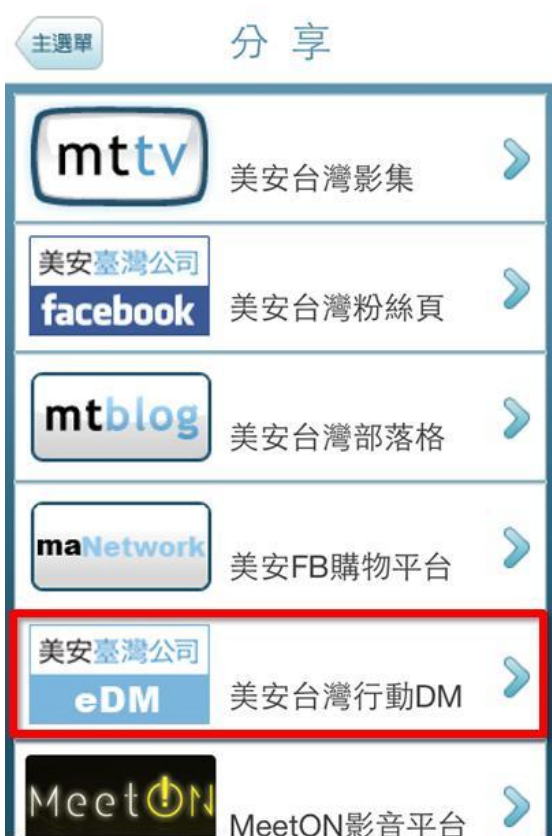 主選單
分享
mttv
美安台灣影集
美安臺灣公司
facebook
美安台灣粉絲頁
mtblog
美安台灣部落格
maNetwork
美安FB購物平台
美安臺灣公司
eDM
美安台灣行動DM
MeetON
MeetON影音平台